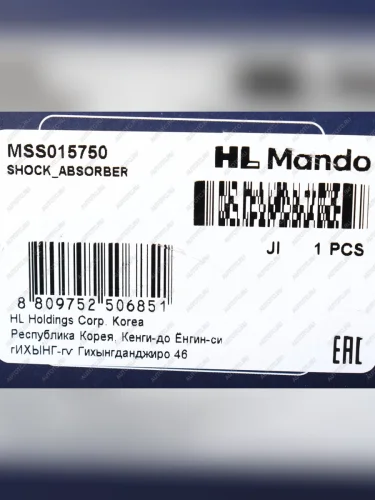 MSS015750
SHOCK_ABSORBER
HL Mando
JI 1 PCS
8 809752 506851
HL Holdings Corp. Korea
Республика Корея, Кенги-до Ёнгин-си
гИХЫНГ-гv Гихынгданджиро 46
EAC